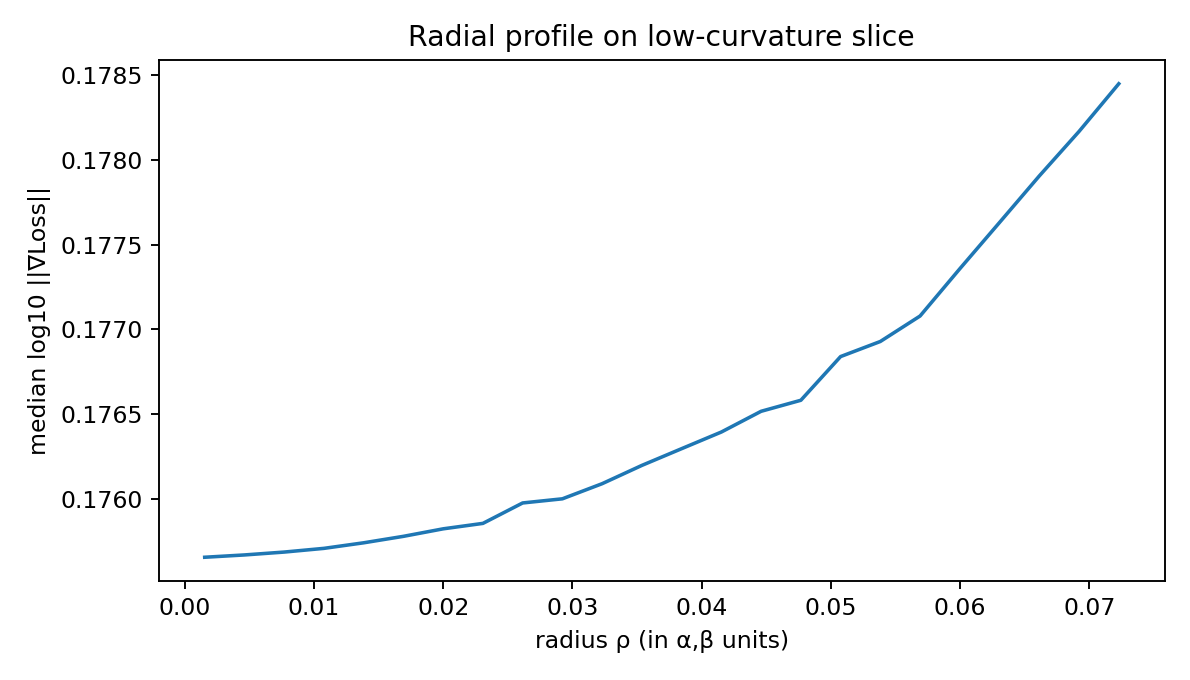 Radial profile on low-curvature slice
median log10 ||∇Loss||
0.1785
0.1780
0.1775
0.1770
0.1765
0.1760
0.00 0.01 0.02 0.03 0.04 0.05 0.06 0.07
radius ρ (in α,β units)